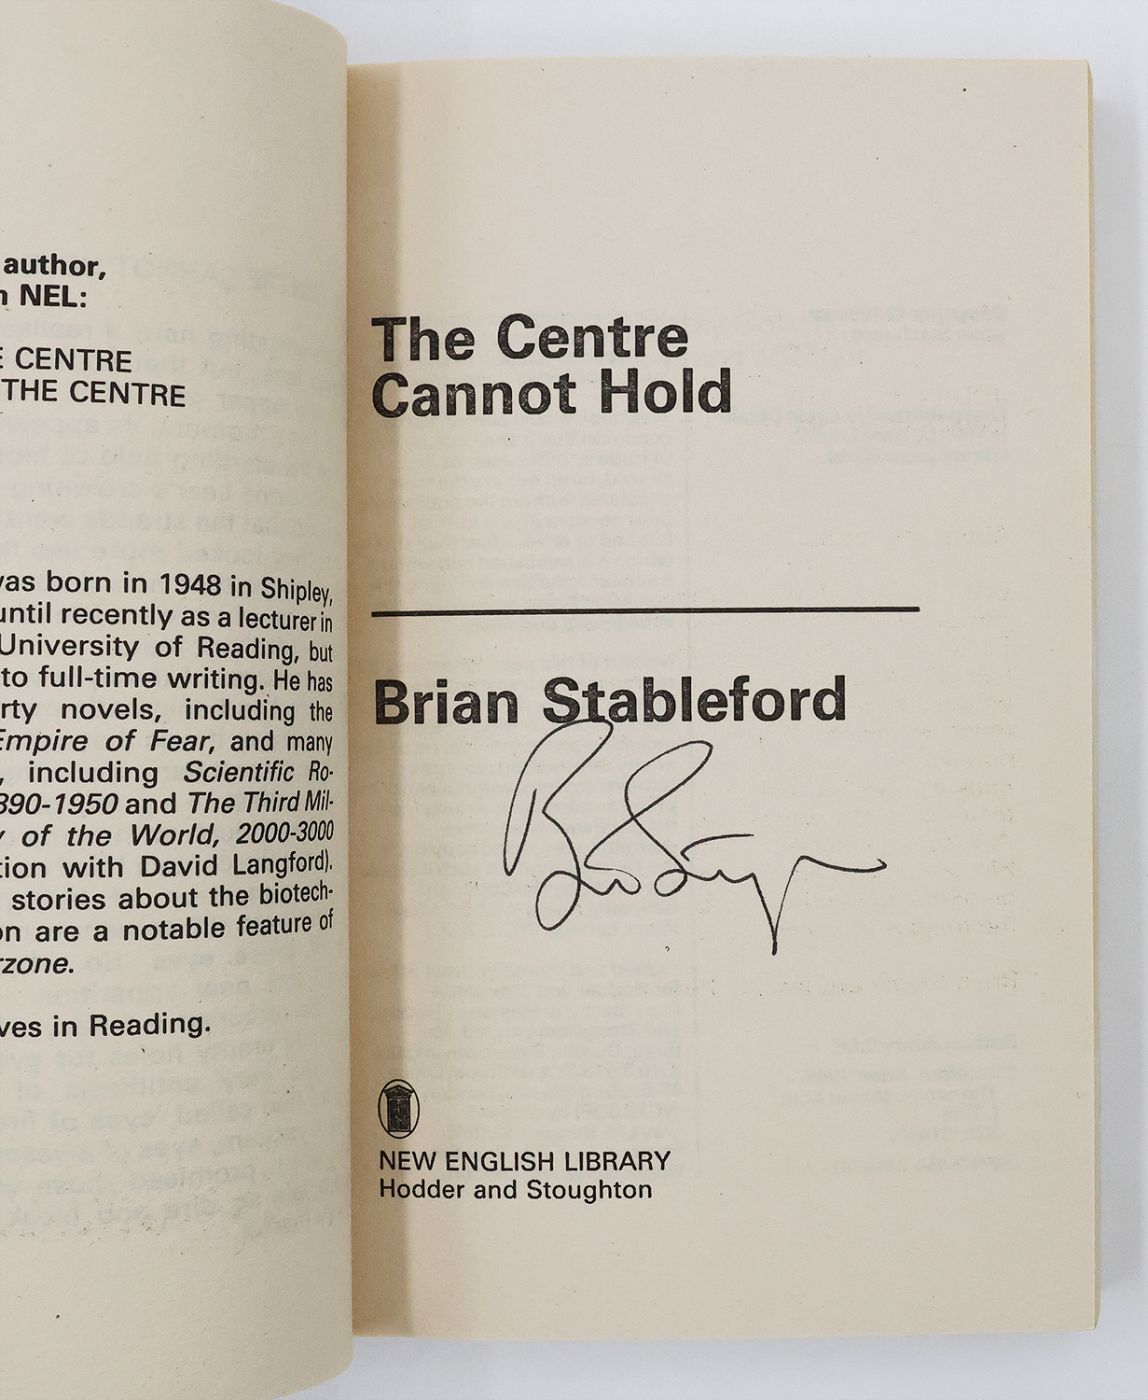 author,
NEL:
CENTRE
THE CENTRE
was born in 1948 in Shipley,
until recently as a lecturer in
University of Reading, but
to full-time writing. He has
rty novels, including the
Empire of Fear, and many
, including Scientific Ro-
890-1950 and The Third Mil-
y of the World, 2000-3000
tion with David Langford).
stories about the biotech-
on are a notable feature of
rzone.
ves in Reading.
The Centre
Cannot Hold
Brian Stableford
NEW ENGLISH LIBRARY
Hodder and Stoughton